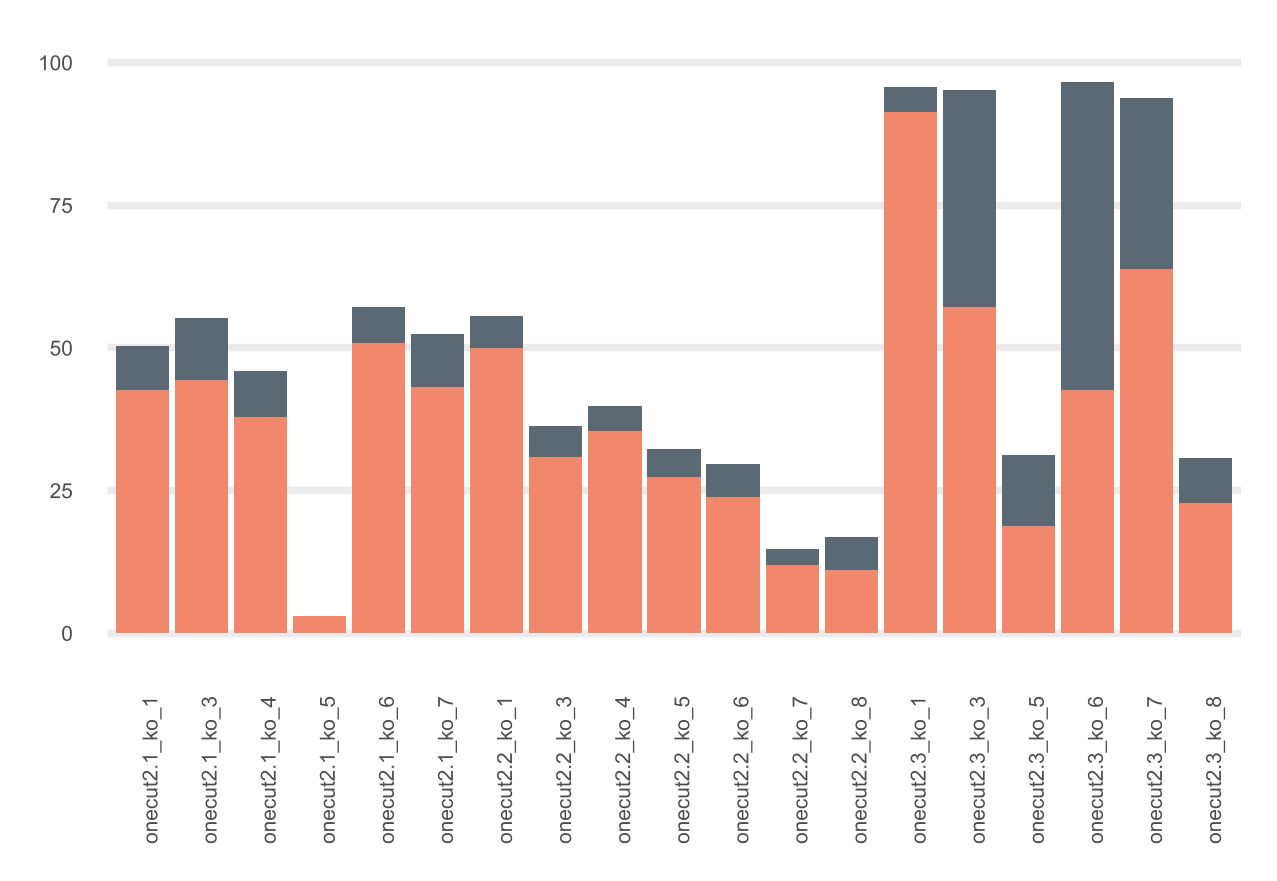 100
75
50
25
0
onecut2.1_ko_1
onecut2.1_ko_3
onecut2.1_ko_4
onecut2.1_ko_5
onecut2.1_ko_6
onecut2.1_ko_7
onecut2.2_ko_1
onecut2.2_ko_3
onecut2.2_ko_4
onecut2.2_ko_5
onecut2.2_ko_6
onecut2.2_ko_7
onecut2.2_ko_8
onecut2.3_ko_1
onecut2.3_ko_3
onecut2.3_ko_5
onecut2.3_ko_6
onecut2.3_ko_7
onecut2.3_ko_8